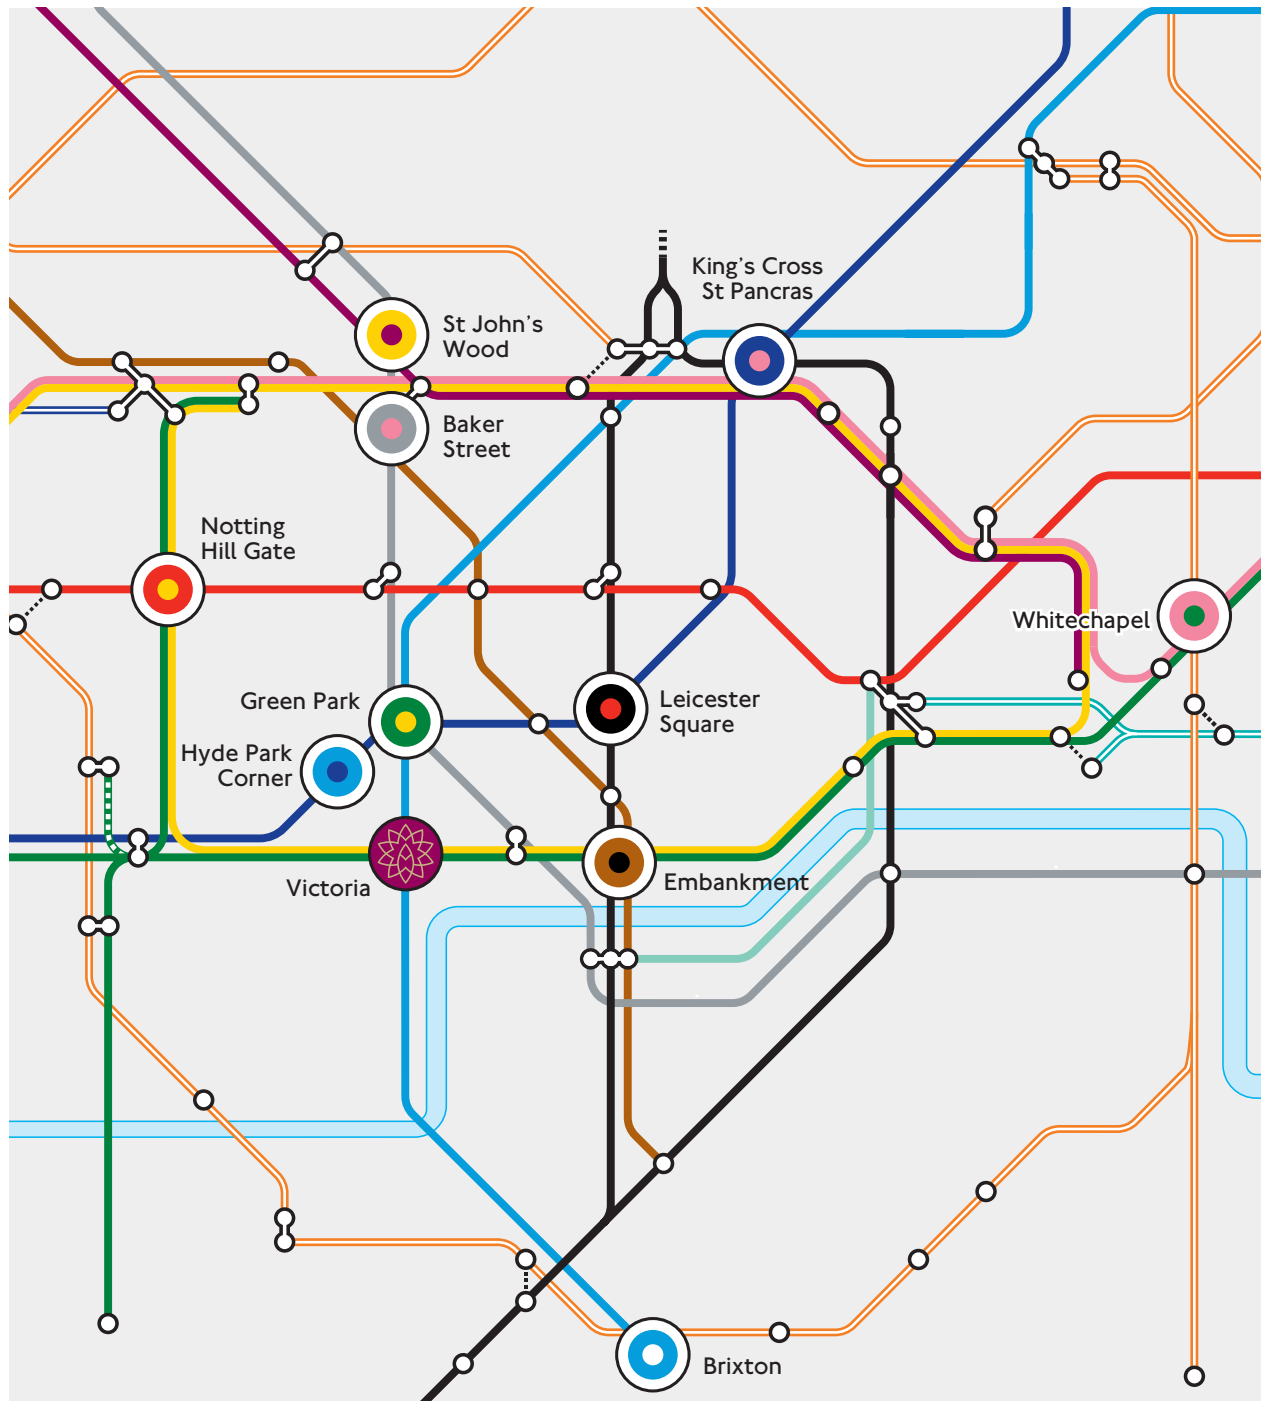 King's Cross
St Pancras
St John's
Wood
Baker
Street
Notting
Hill Gate
Whitechapel
Green Park
Leicester
Square
Hyde Park
Corner
Victoria
Embankment
Brixton